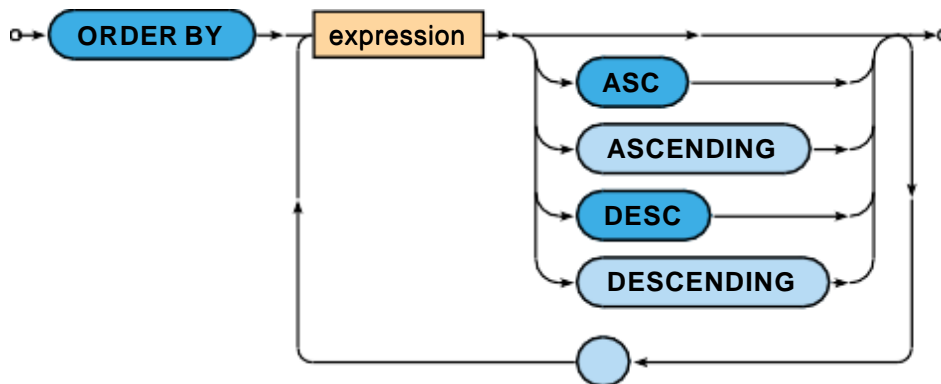 ORDER BY
expression
ASC
ASCENDING
DESC
DESCENDING